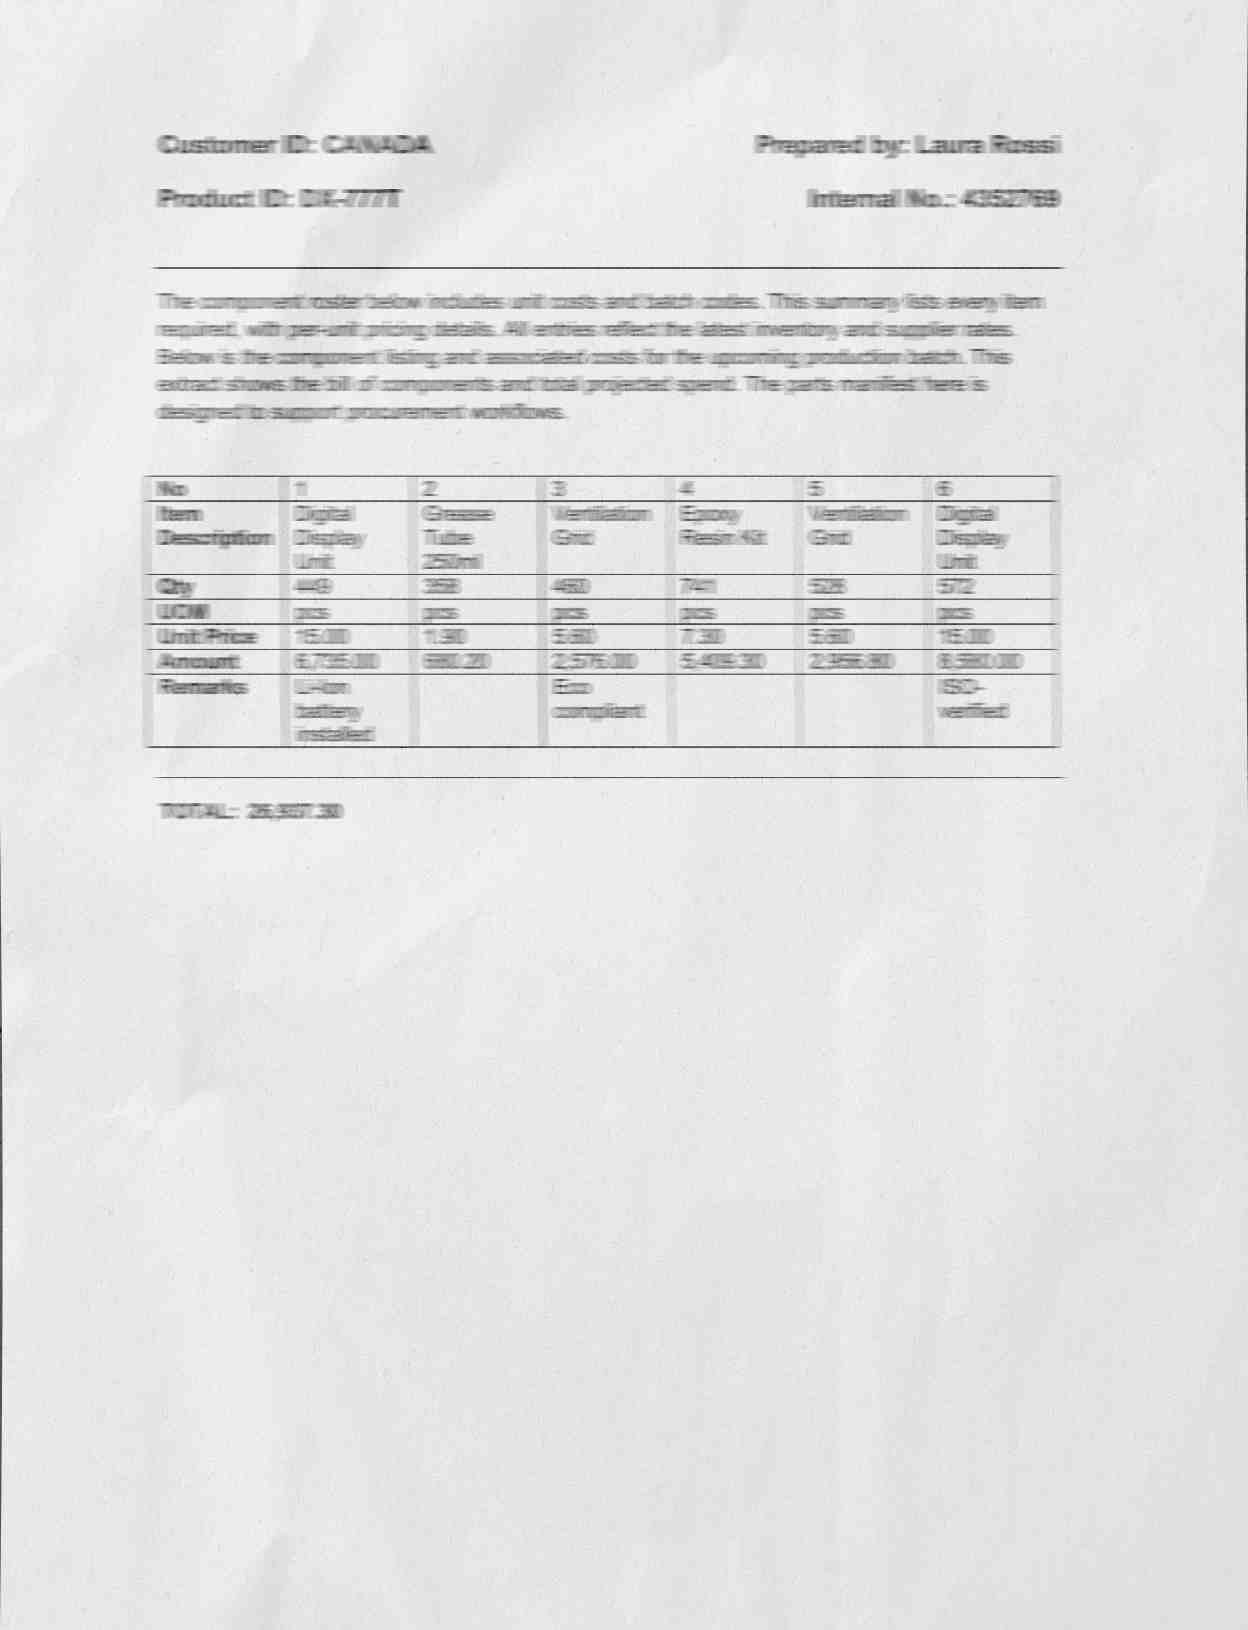 Customer ID: CANADA Prepared by: Laura Rossi
Product ID: DX-777T Internal No.: 4352769
The component roster below includes unit costs and batch codes. This summary lists every item
required, with per-unit pricing details. All entries reflect the latest inventory and supplier rates.
Below is the component listing and associated costs for the upcoming production batch. This
extract shows the bill of components and total projected spend. The parts manifest here is
designed to support procurement workflows.
No 1 2 3 4 5 6
Item Digital Grease Ventilation Epoxy Ventilation Digital
Description Display Tube Grid Resin Kit Grid Display
Unit 250ml Unit
Qty 449 358 460 741 528 572
UOM pcs pcs pcs pcs pcs pcs
Unit Price 15.00 1.90 5.60 7.30 5.60 15.00
Amount 6,735.00 680.20 2,576.00 5,409.30 2,956.80 8,580.00
Remarks Li-ion Eco ISO-
battery compliant verified
installed
TOTAL: 26,937.30